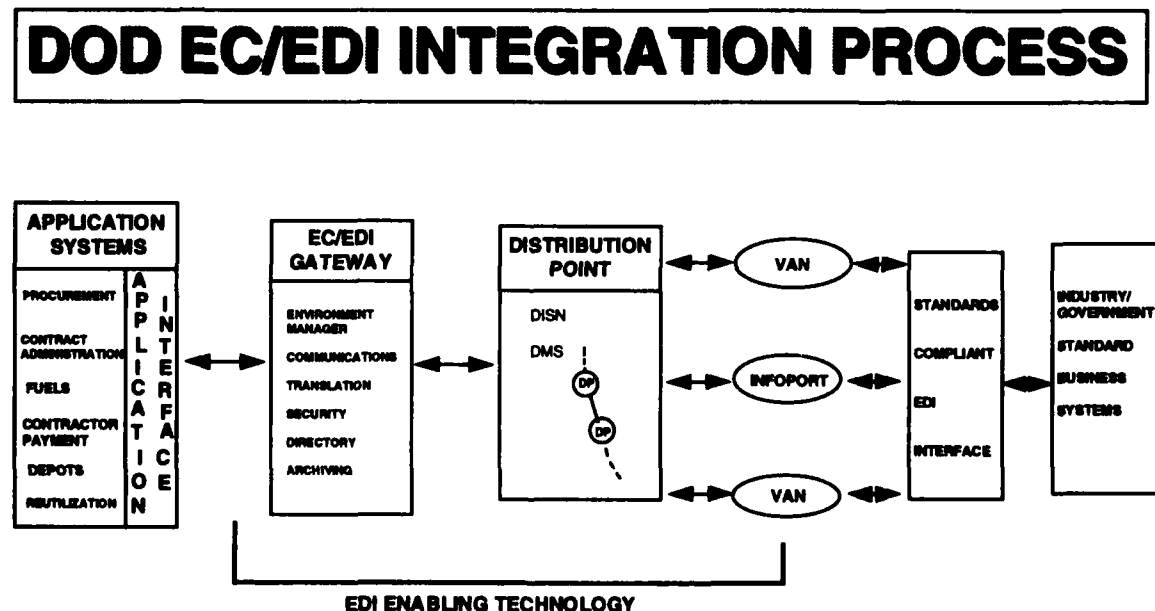 DOD EC/EDI INTEGRATION PROCESS
APPLICATION
SYSTEMS
PROCUREMENT
CONTRACT
ADMINISTRATION
FUELS
CONTRACTOR
PAYMENT
DEPOTS
REUTILIZATION
APPLICATION
INTERFACE
EC/EDI
GATEWAY
ENVIRONMENT
MANAGER
COMMUNICATIONS
TRANSLATION
SECURITY
DIRECTORY
ARCHIVING
DISTRIBUTION
POINT
DISN
DMS
DP
DP
VAN
INFOPORT
VAN
STANDARDS
COMPLIANT
EDI
INTERFACE
INDUSTRY/
GOVERNMENT
STANDARD
BUSINESS
SYSTEMS
EDI ENABLING TECHNOLOGY